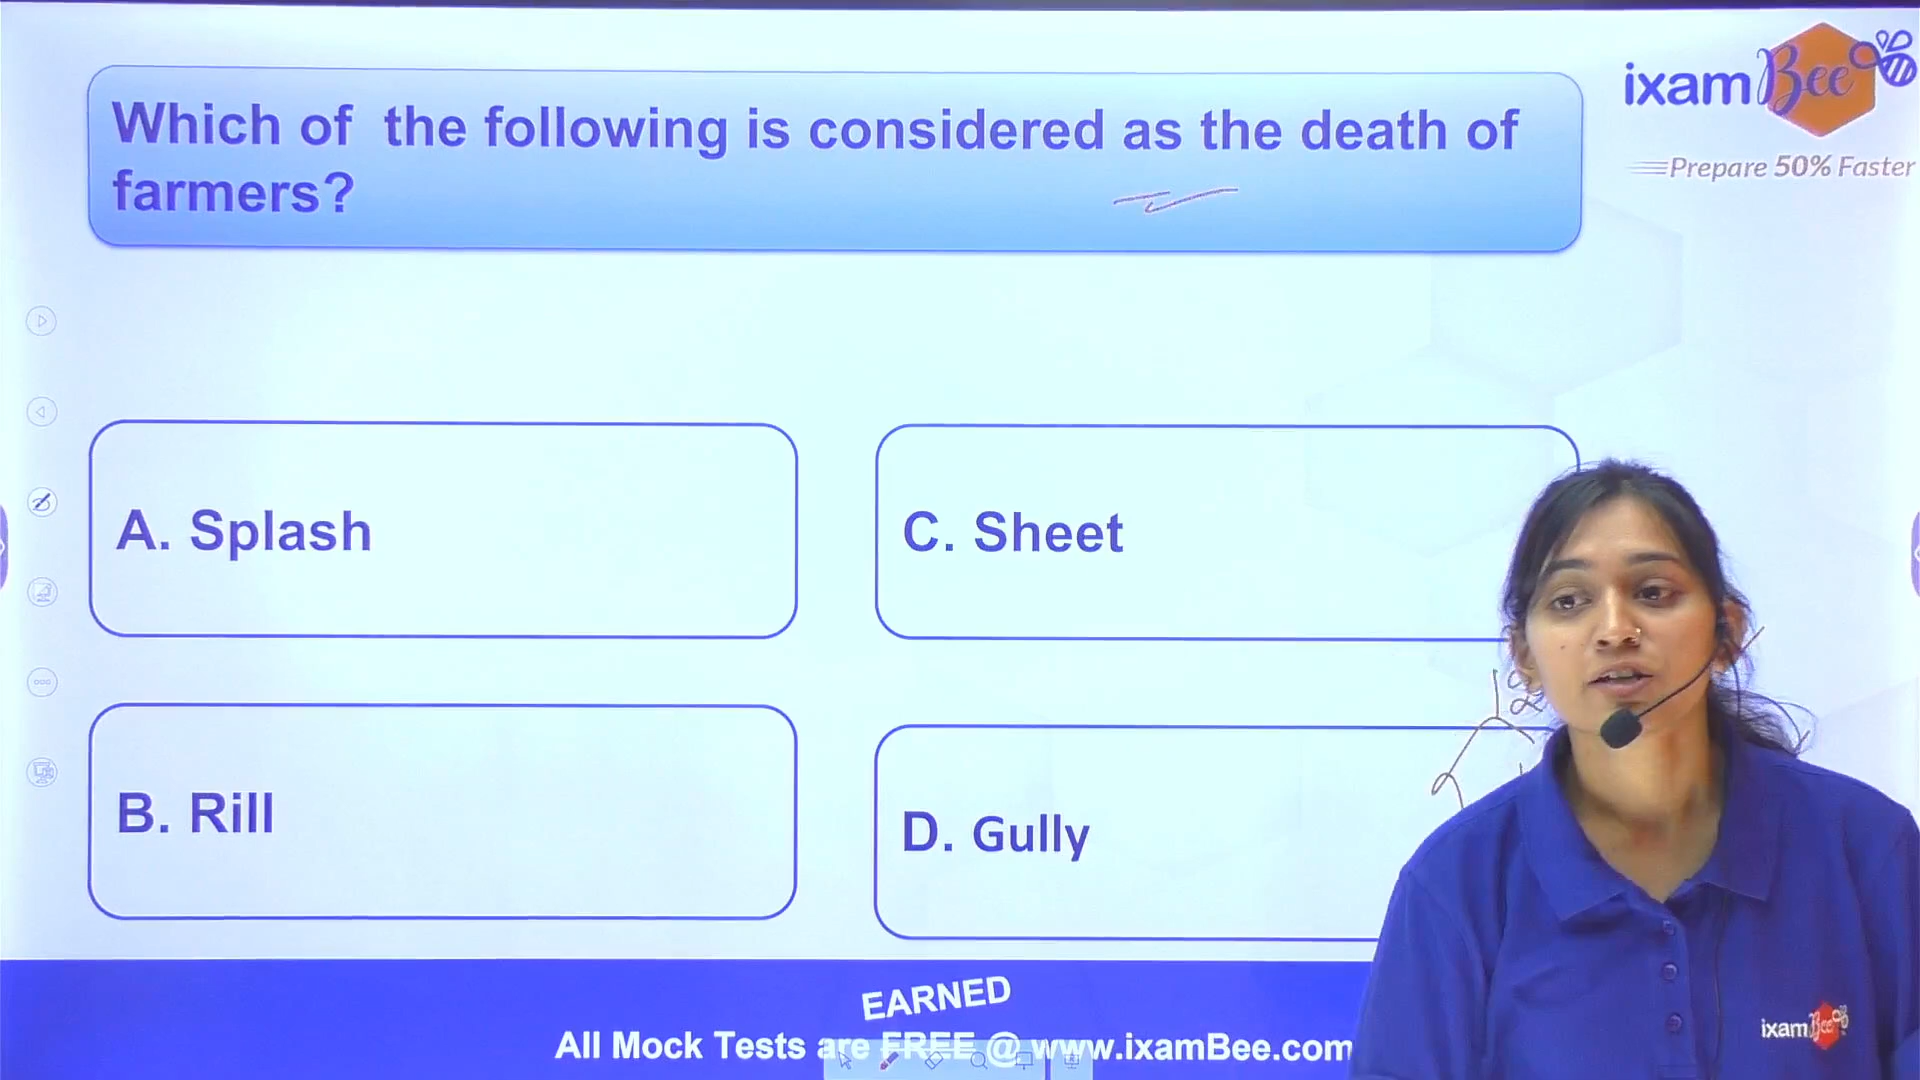 Which of the following is considered as the death of
farmers?
ixamBee
Prepare 50% Faster
A. Splash
C. Sheet
B. Rill
D. Gully
EARNED
All Mock Tests are FREE @ www.ixamBee.com
ixamBee